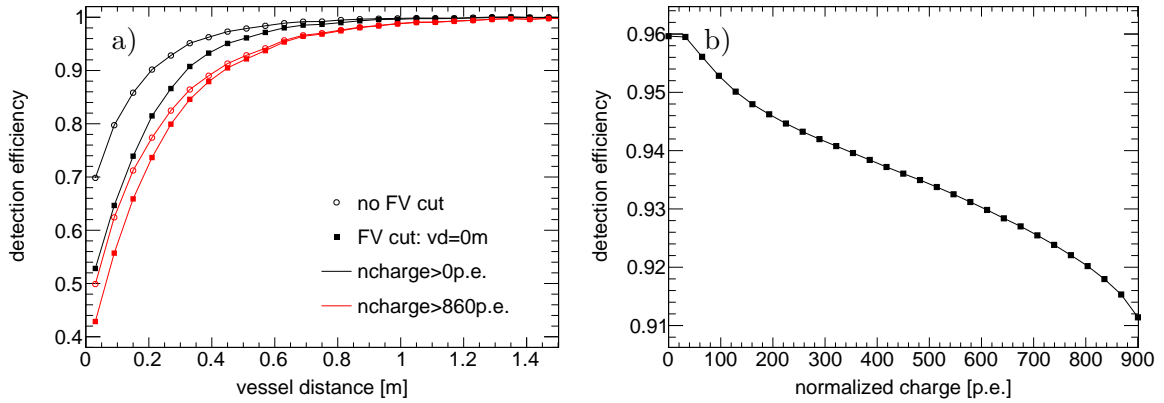 a)
detection efficiency
1
0.9
0.8
0.7
0.6
0.5
0.4
no FV cut
FV cut: vd=0m
ncharge>0p.e.
ncharge>860p.e.
0 0.2 0.4 0.6 0.8 1 1.2 1.4
vessel distance [m]
b)
detection efficiency
0.96
0.95
0.94
0.93
0.92
0.91
0 100 200 300 400 500 600 700 800 900
normalized charge [p.e.]